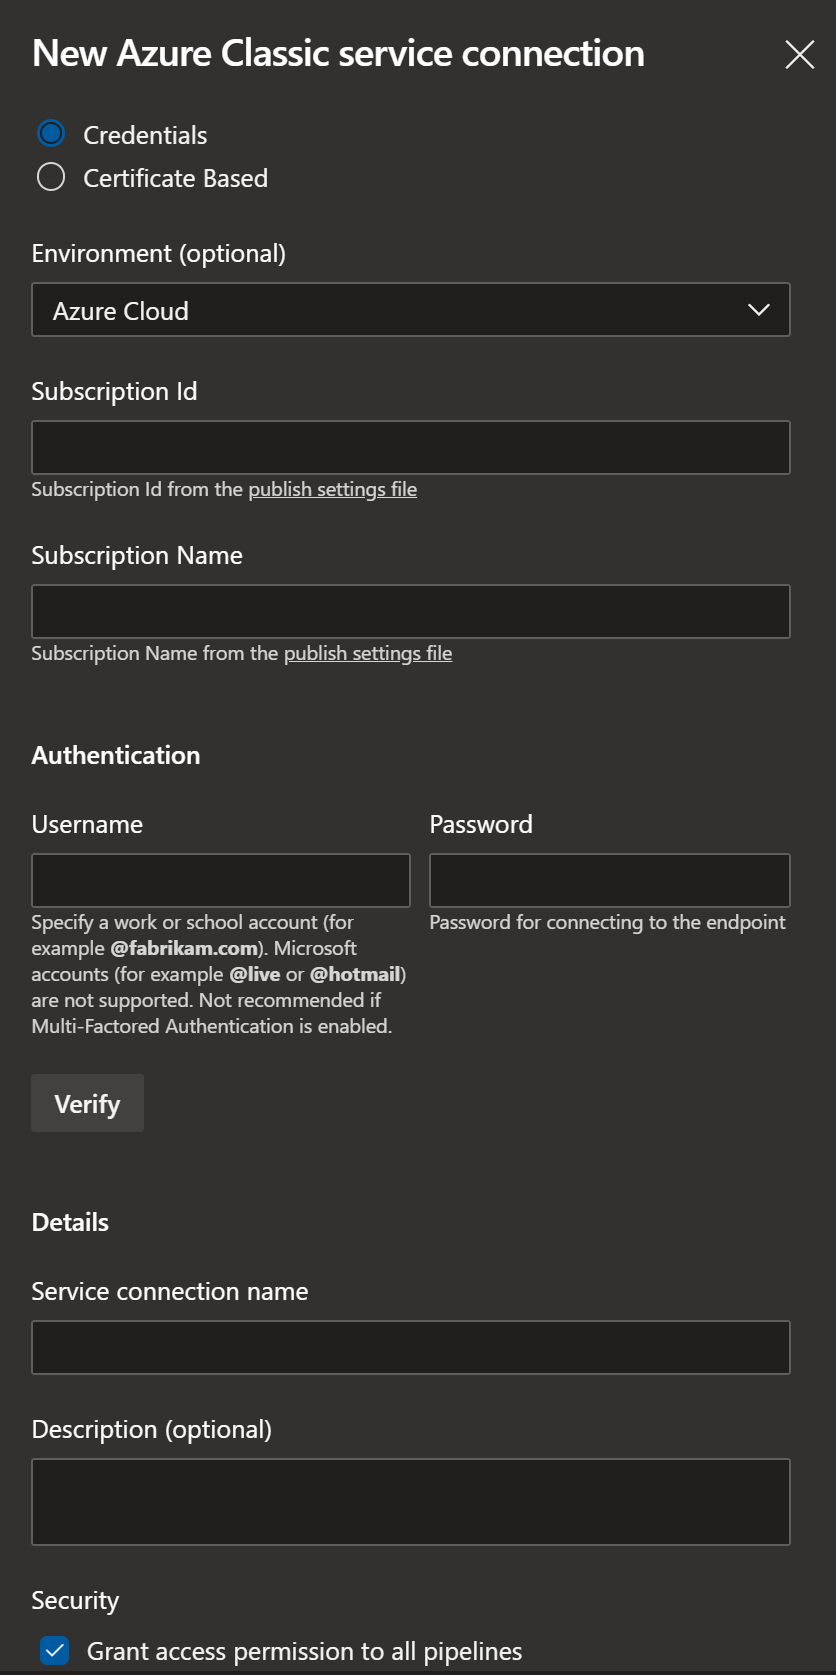 New Azure Classic service connection
Credentials
Certificate Based
Environment (optional)
Azure Cloud
Subscription Id
Subscription Id from the publish settings file
Subscription Name
Subscription Name from the publish settings file
Authentication
Username
Specify a work or school account (for
example @fabrikam.com). Microsoft
accounts (for example @live or @hotmail)
are not supported. Not recommended if
Multi-Factored Authentication is enabled.
Password
Password for connecting to the endpoint
Verify
Details
Service connection name
Description (optional)
Security
Grant access permission to all pipelines